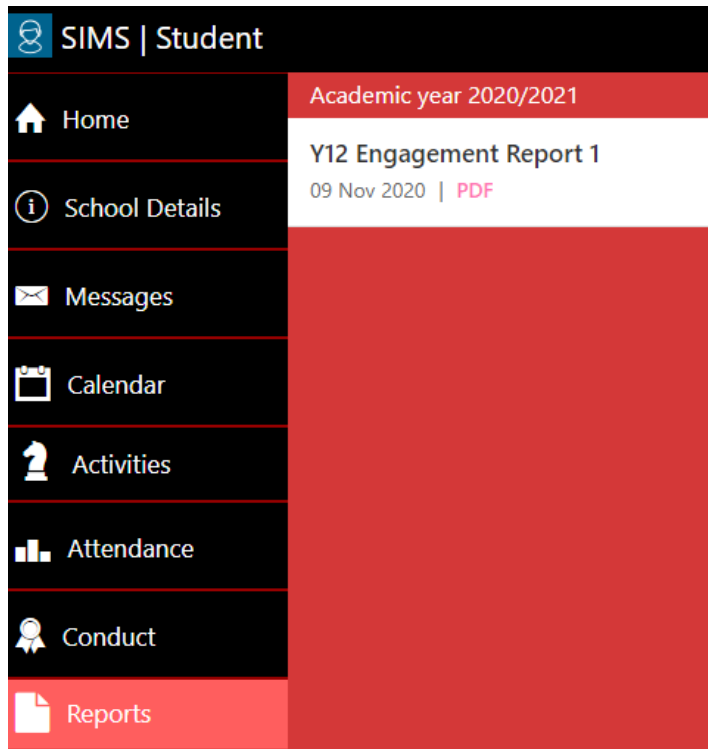 SIMS | Student
Home
School Details
Messages
Calendar
Activities
Attendance
Conduct
Reports
Academic year 2020/2021
Y12 Engagement Report 1
09 Nov 2020 | PDF